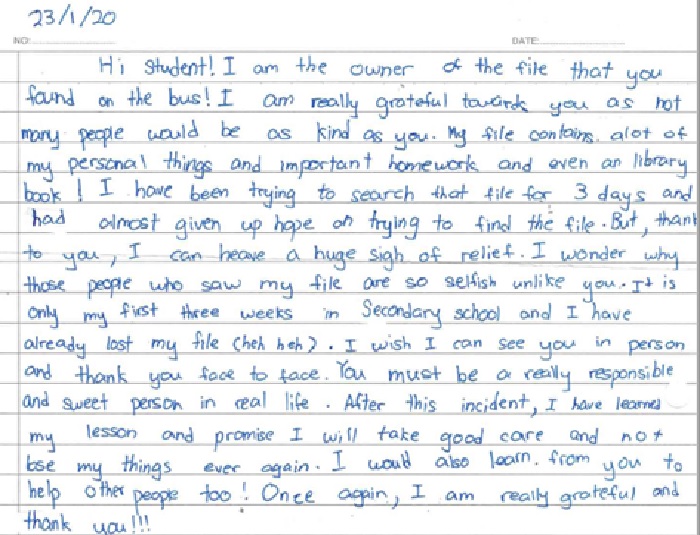 23/1/20
NO: DATE:
Hi student! I am the owner of the file that you
found on the bus! I am really grateful towards you as not
many people would be as kind as you. My file contains alot of
my personal things and important homework and even an library
book! I have been trying to search that file for 3 days and
had almost given up hope on trying to find the file. But, thank
to you, I can heave a huge sigh of relief. I wonder why
those people who saw my file are so selfish unlike you. It is
only my first three weeks in Secondary school and I have
already lost my file (heh heh). I wish I can see you in person
and thank you face to face. You must be a really responsible
and sweet person in real life. After this incident, I have learned
my lesson and promise I will take good care and not
lose my things ever again. I would also learn. from you to
help other people too! Once again, I am really grateful and
thank you!!!